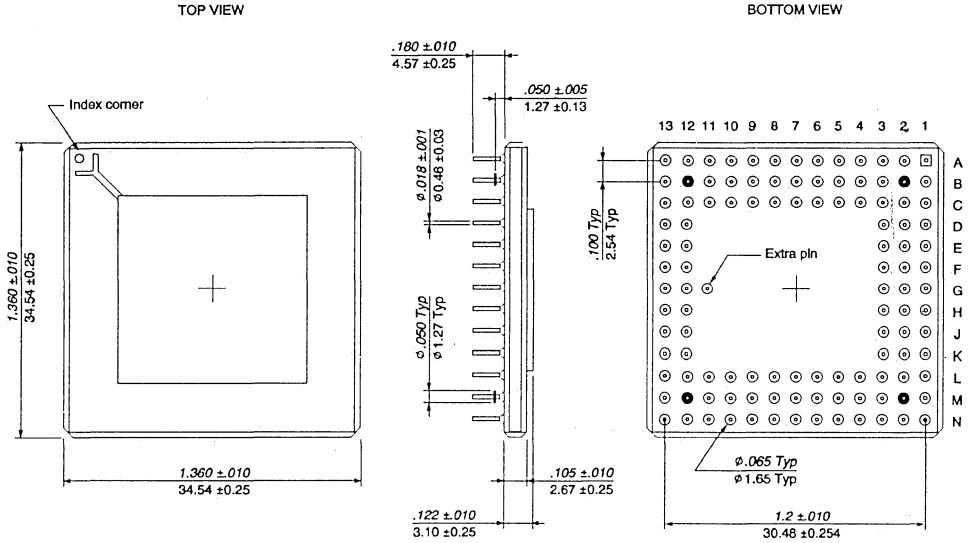 TOP VIEW
BOTTOM VIEW
.180 ±.010
4.57 ±0.25
.050 ±.005
1.27 ±0.13
Index corner
13 12 11 10 9 8 7 6 5 4 3 2 1
ø.018 ±.001
ø0.46 ±0.03
A
B
C
D
E
F
G
H
J
K
L
M
N
.100 Typ
2.54 Typ
Extra pin
1.360 ±.010
34.54 ±0.25
ø.050 Typ
ø1.27 Typ
1.360 ±.010
34.54 ±0.25
.105 ±.010
2.67 ±0.25
.122 ±.010
3.10 ±0.25
ø.065 Typ
ø1.65 Typ
1.2 ±.010
30.48 ±0.254